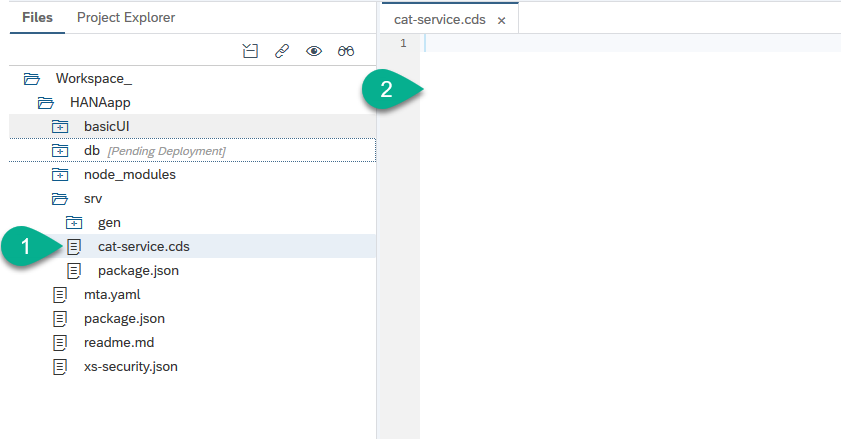 Files Project Explorer
Workspace_
HANAapp
basicUI
db [Pending Deployment]
node_modules
srv
gen
1 cat-service.cds
package.json
mta.yaml
package.json
readme.md
xs-security.json
cat-service.cds ×
1
2